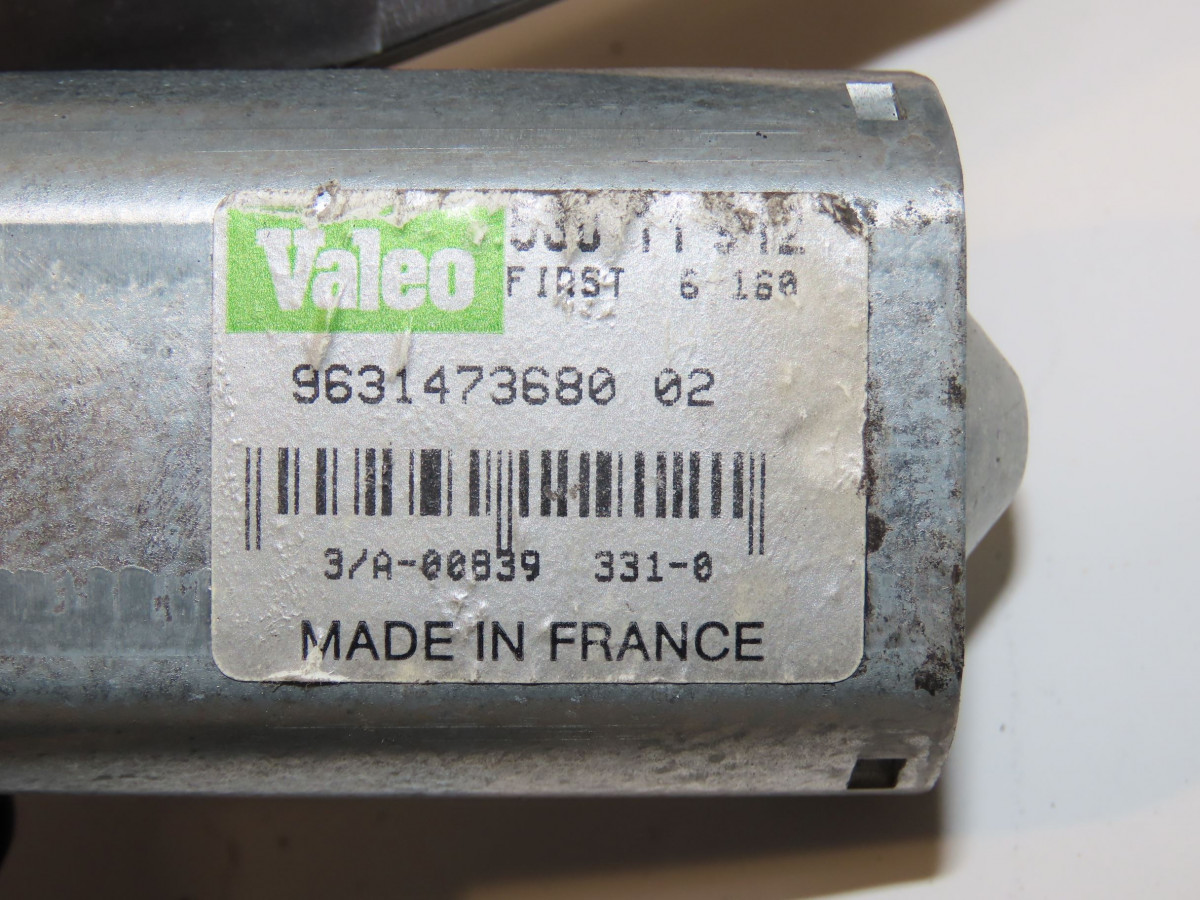 Valeo
FIRST 6 160
9631473680 02
3/A-00839 331-0
MADE IN FRANCE